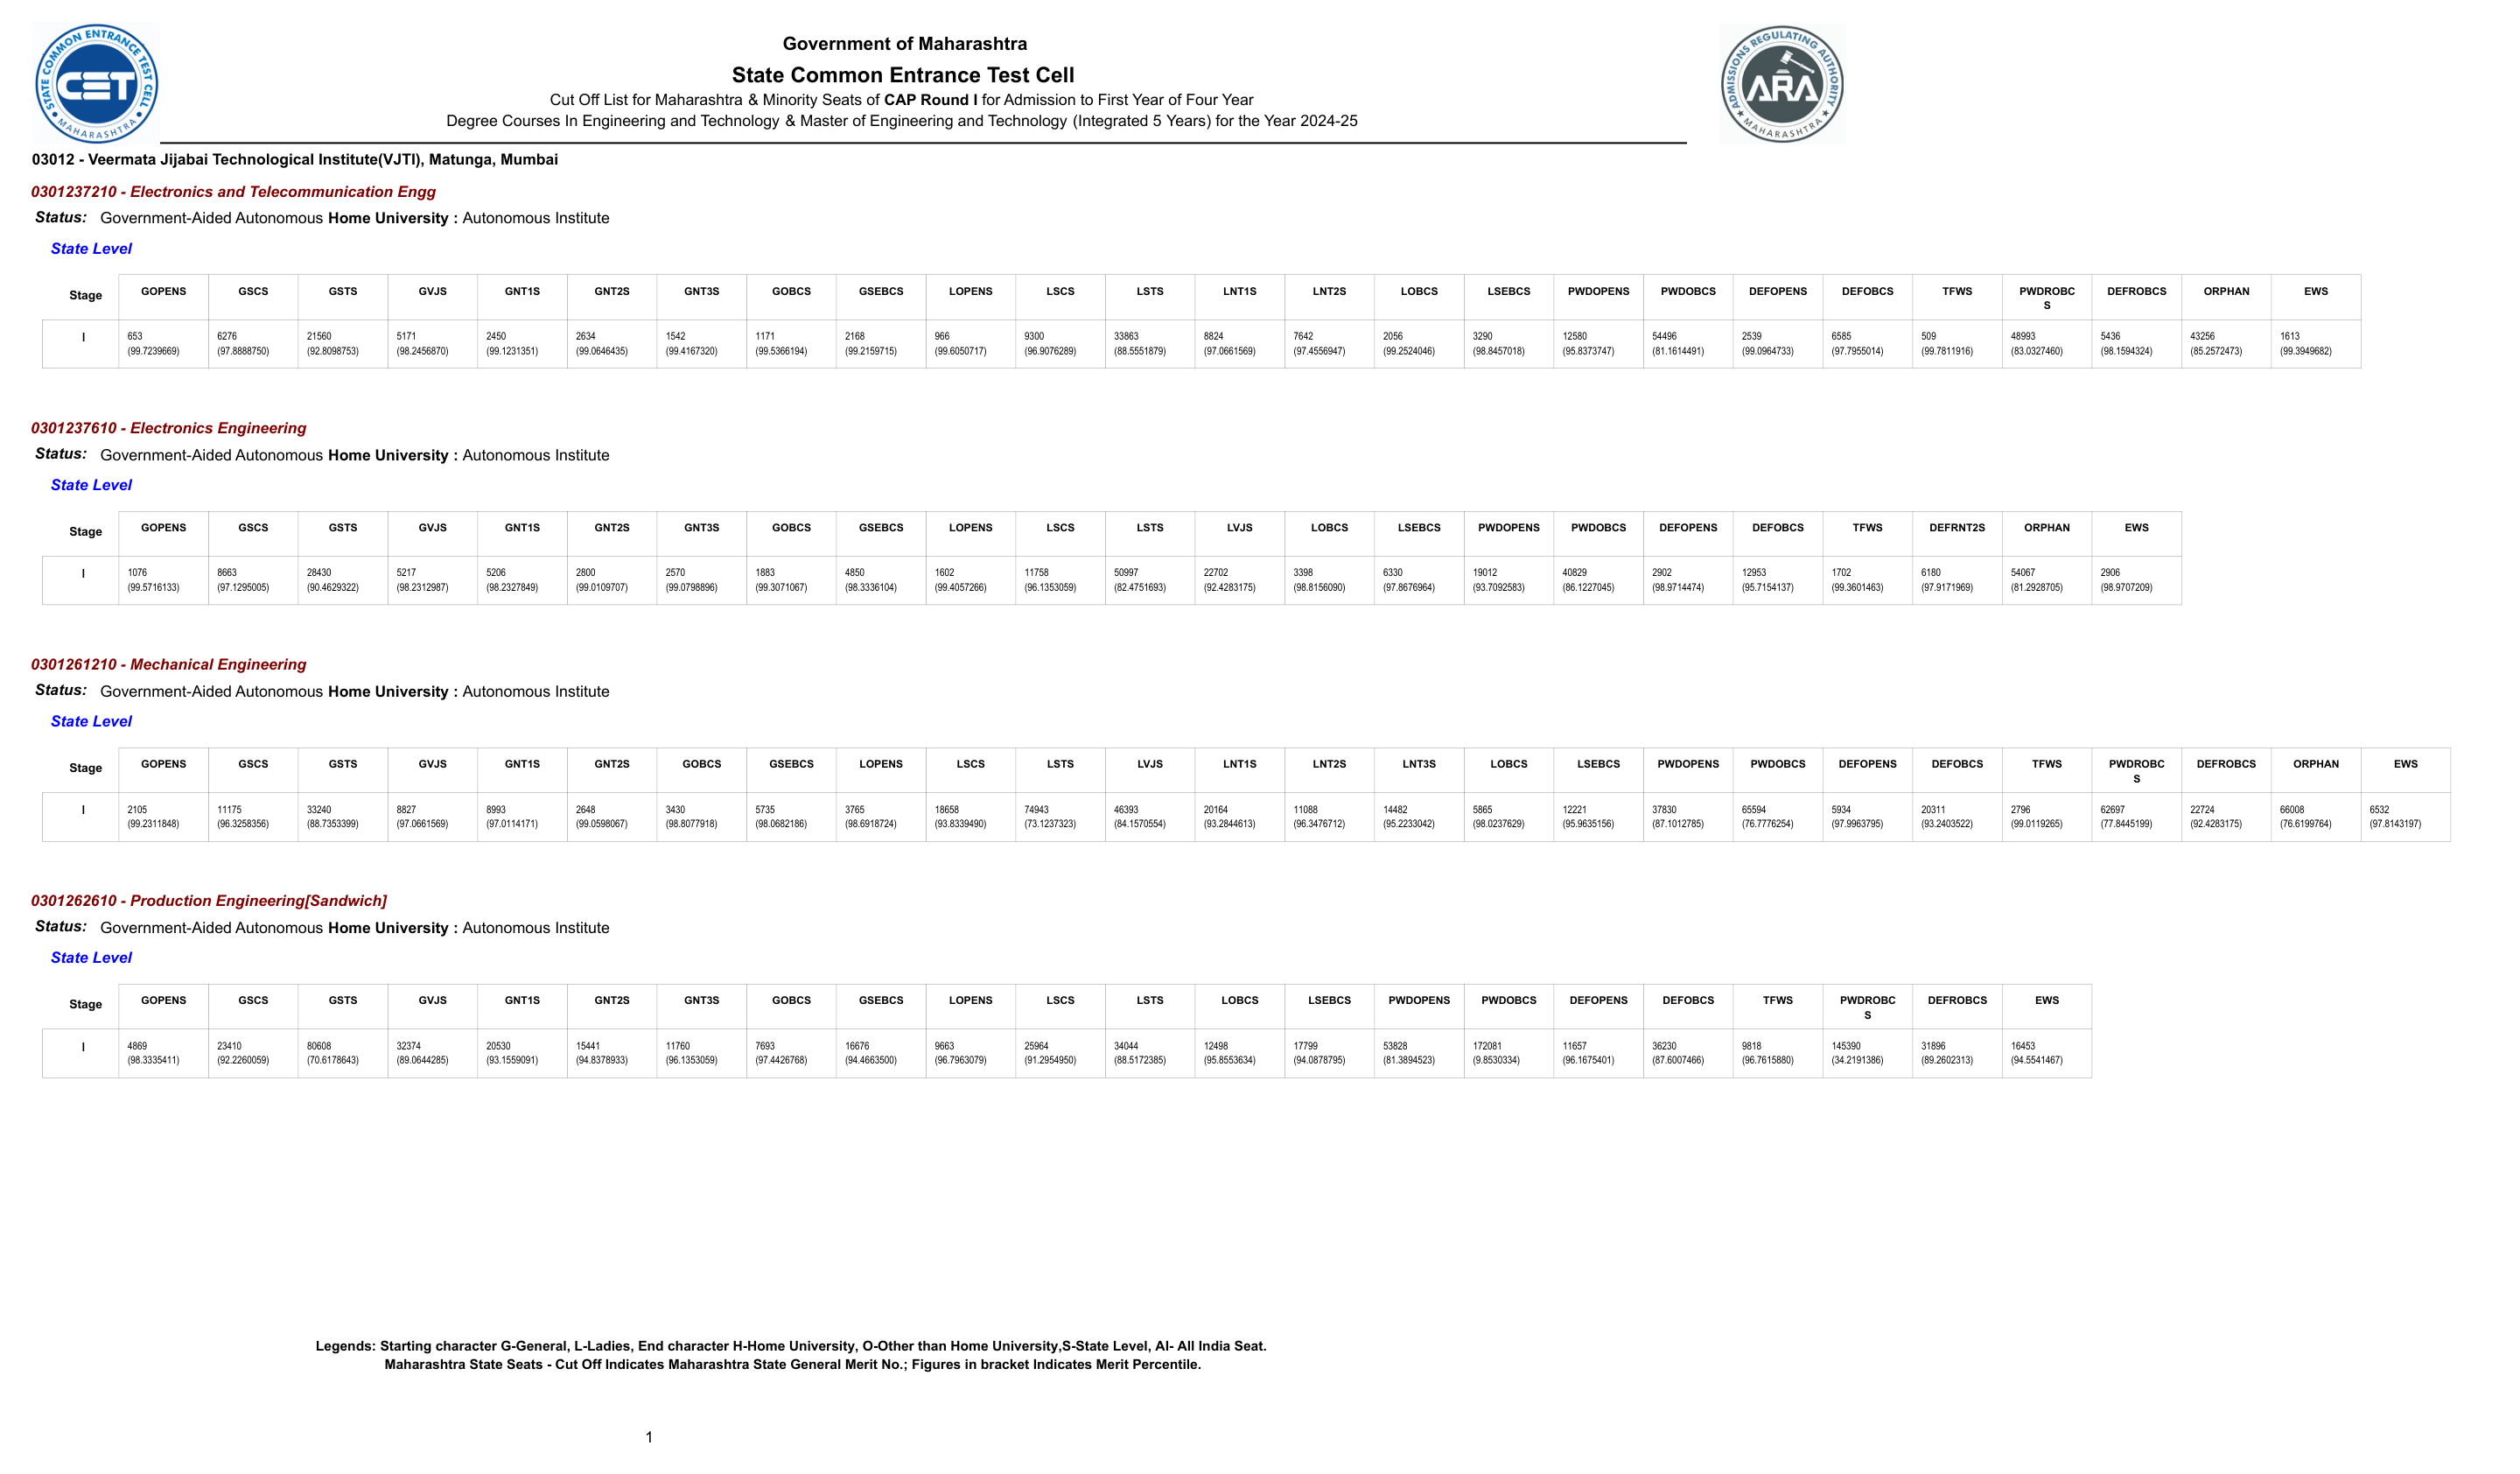 STATE COMMON ENTRANCE TEST CELL
CET
MAHARASHTRA
Government of Maharashtra
State Common Entrance Test Cell
Cut Off List for Maharashtra & Minority Seats of CAP Round I for Admission to First Year of Four Year
Degree Courses In Engineering and Technology & Master of Engineering and Technology (Integrated 5 Years) for the Year 2024-25
ADMISSIONS REGULATING AUTHORITY
ARA
MAHARASHTRA
03012 - Veermata Jijabai Technological Institute(VJTI), Matunga, Mumbai
0301237210 - Electronics and Telecommunication Engg
Status: Government-Aided Autonomous Home University : Autonomous Institute
State Level
Stage GOPENS GSCS GSTS GVJS GNT1S GNT2S GNT3S GOBCS GSEBCS LOPENS LSCS LSTS LNT1S LNT2S LOBCS LSEBCS PWDOPENS PWDOBCS DEFOPENS DEFOBCS TFWS PWDROBC DEFROBCS ORPHAN EWS
S
I 653 6276 21560 5171 2450 2634 1542 1171 2168 966 9300 33863 8824 7642 2056 3290 12580 54496 2539 6585 509 48993 5436 43256 1613
(99.7239669) (97.8888750) (92.8098753) (98.2456870) (99.1231351) (99.0646435) (99.4167320) (99.5366194) (99.2159715) (99.6050717) (96.9076289) (88.5551879) (97.0661569) (97.4556947) (99.2524046) (98.8457018) (95.8373747) (81.1614491) (99.0964733) (97.7955014) (99.7811916) (83.0327460) (98.1594324) (85.2572473) (99.3949682)
0301237610 - Electronics Engineering
Status: Government-Aided Autonomous Home University : Autonomous Institute
State Level
Stage GOPENS GSCS GSTS GVJS GNT1S GNT2S GNT3S GOBCS GSEBCS LOPENS LSCS LSTS LVJS LOBCS LSEBCS PWDOPENS PWDOBCS DEFOPENS DEFOBCS TFWS DEFRNT2S ORPHAN EWS
I 1076 8663 28430 5217 5206 2800 2570 1883 4850 1602 11758 50997 22702 3398 6330 19012 40829 2902 12953 1702 6180 54067 2906
(99.5716133) (97.1295005) (90.4629322) (98.2312987) (98.2327849) (99.0109707) (99.0798896) (99.3071067) (98.3336104) (99.4057266) (96.1353059) (82.4751693) (92.4283175) (98.8156090) (97.8676964) (93.7092583) (86.1227045) (98.9714474) (95.7154137) (99.3601463) (97.9171969) (81.2928705) (98.9707209)
0301261210 - Mechanical Engineering
Status: Government-Aided Autonomous Home University : Autonomous Institute
State Level
Stage GOPENS GSCS GSTS GVJS GNT1S GNT2S GOBCS GSEBCS LOPENS LSCS LSTS LVJS LNT1S LNT2S LNT3S LOBCS LSEBCS PWDOPENS PWDOBCS DEFOPENS DEFOBCS TFWS PWDROBC DEFROBCS ORPHAN EWS
S
I 2105 11175 33240 8827 8993 2648 3430 5735 3765 18658 74943 46393 20164 11088 14482 5865 12221 37830 65594 5934 20311 2796 62697 22724 66008 6532
(99.2311848) (96.3258356) (88.7353399) (97.0661569) (97.0114171) (99.0598067) (98.8077918) (98.0682186) (98.6918724) (93.8339490) (73.1237323) (84.1570554) (93.2844613) (96.3476712) (95.2233042) (98.0237629) (95.9635156) (87.1012785) (76.7776254) (97.9963795) (93.2403522) (99.0119265) (77.8445199) (92.4283175) (76.6199764) (97.8143197)
0301262610 - Production Engineering[Sandwich]
Status: Government-Aided Autonomous Home University : Autonomous Institute
State Level
Stage GOPENS GSCS GSTS GVJS GNT1S GNT2S GNT3S GOBCS GSEBCS LOPENS LSCS LSTS LOBCS LSEBCS PWDOPENS PWDOBCS DEFOPENS DEFOBCS TFWS PWDROBC DEFROBCS EWS
S
I 4869 23410 80608 32374 20530 15441 11760 7693 16676 9663 25964 34044 12498 17799 53828 172081 11657 36230 9818 145390 31896 16453
(98.3335411) (92.2260059) (70.6178643) (89.0644285) (93.1559091) (94.8378933) (96.1353059) (97.4426768) (94.4663500) (96.7963079) (91.2954950) (88.5172385) (95.8553634) (94.0878795) (81.3894523) (9.8530334) (96.1675401) (87.6007466) (96.7615880) (34.2191386) (89.2602313) (94.5541467)
Legends: Starting character G-General, L-Ladies, End character H-Home University, O-Other than Home University,S-State Level, AI- All India Seat.
Maharashtra State Seats - Cut Off Indicates Maharashtra State General Merit No.; Figures in bracket Indicates Merit Percentile.
1